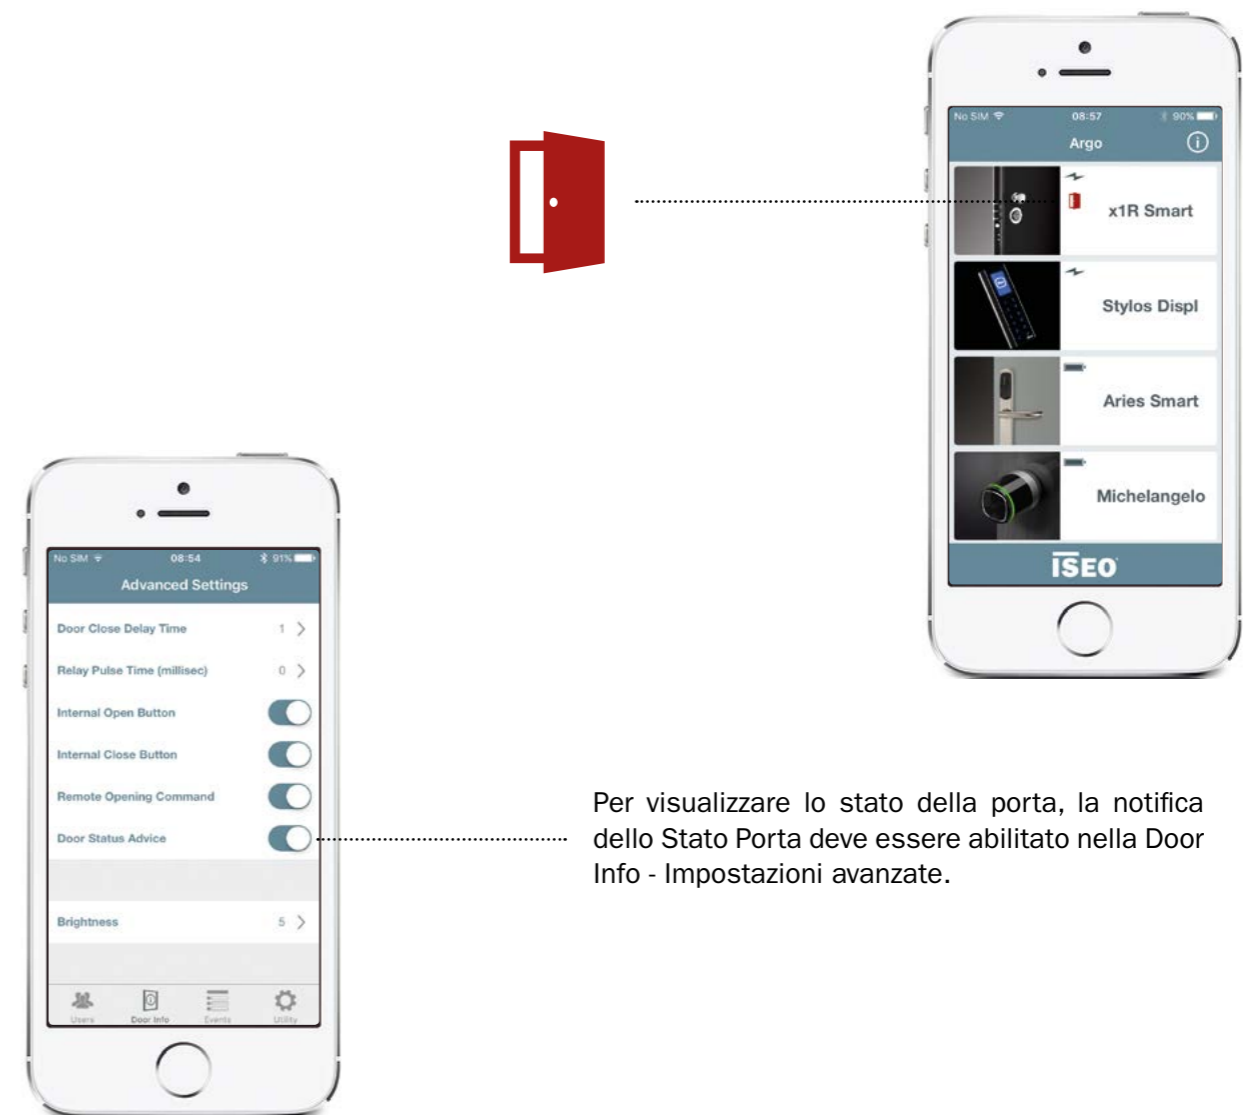 No SIM 08:57 90%
Argo
x1R Smart
Stylos Displ
Aries Smart
Michelangelo
ISEO
No SIM 08:54 91%
Advanced Settings
Door Close Delay Time 1
Relay Pulse Time (millisec) 0
Internal Open Button
Internal Close Button
Remote Opening Command
Door Status Advice
Brightness 5
Users Door Info Events Utility
Per visualizzare lo stato della porta, la notifica
dello Stato Porta deve essere abilitato nella Door
Info - Impostazioni avanzate.